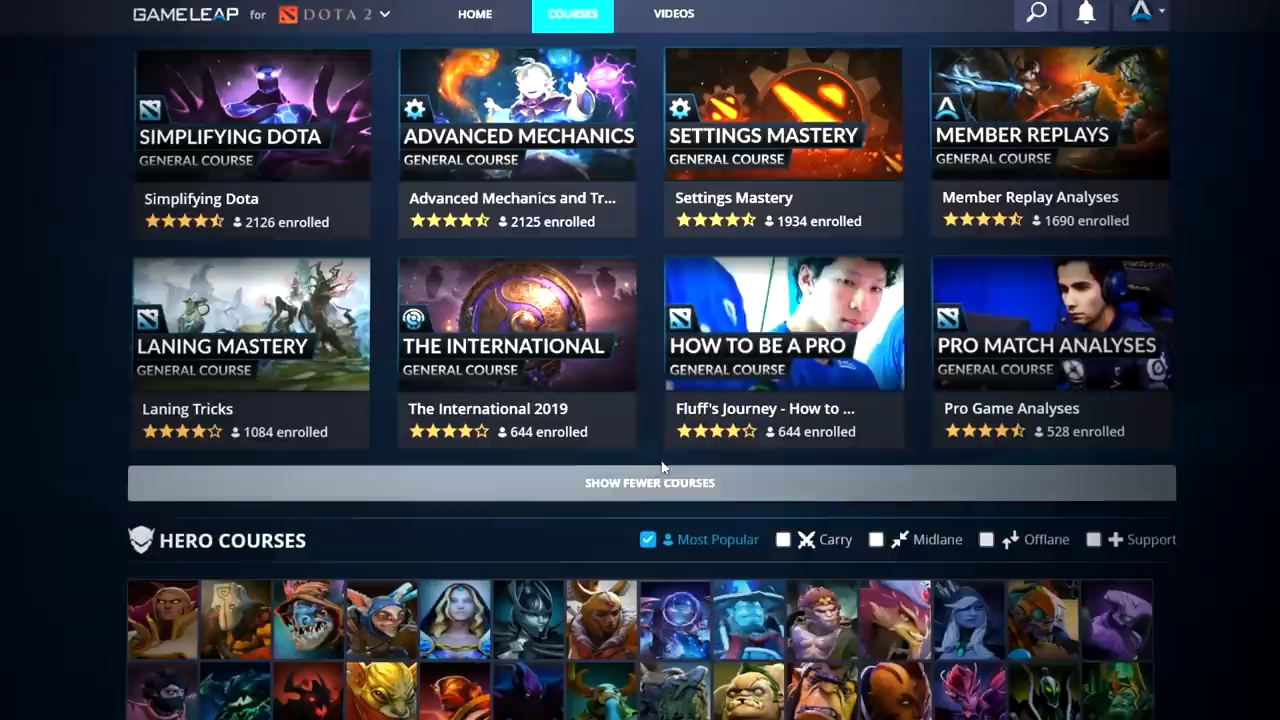 GAMELEAP for DOTA 2
HOME
COURSES
VIDEOS
SIMPLIFYING DOTA
GENERAL COURSE
Simplifying Dota
2126 enrolled
ADVANCED MECHANICS
GENERAL COURSE
Advanced Mechanics and Tr...
2125 enrolled
SETTINGS MASTERY
GENERAL COURSE
Settings Mastery
1934 enrolled
MEMBER REPLAYS
GENERAL COURSE
Member Replay Analyses
1690 enrolled
LANING MASTERY
GENERAL COURSE
Laning Tricks
1084 enrolled
THE INTERNATIONAL
GENERAL COURSE
The International 2019
644 enrolled
HOW TO BE A PRO
GENERAL COURSE
Fluff's Journey - How to ...
644 enrolled
PRO MATCH ANALYSES
GENERAL COURSE
Pro Game Analyses
528 enrolled
SHOW FEWER COURSES
HERO COURSES
Most Popular
Carry
Midlane
Offlane
Support